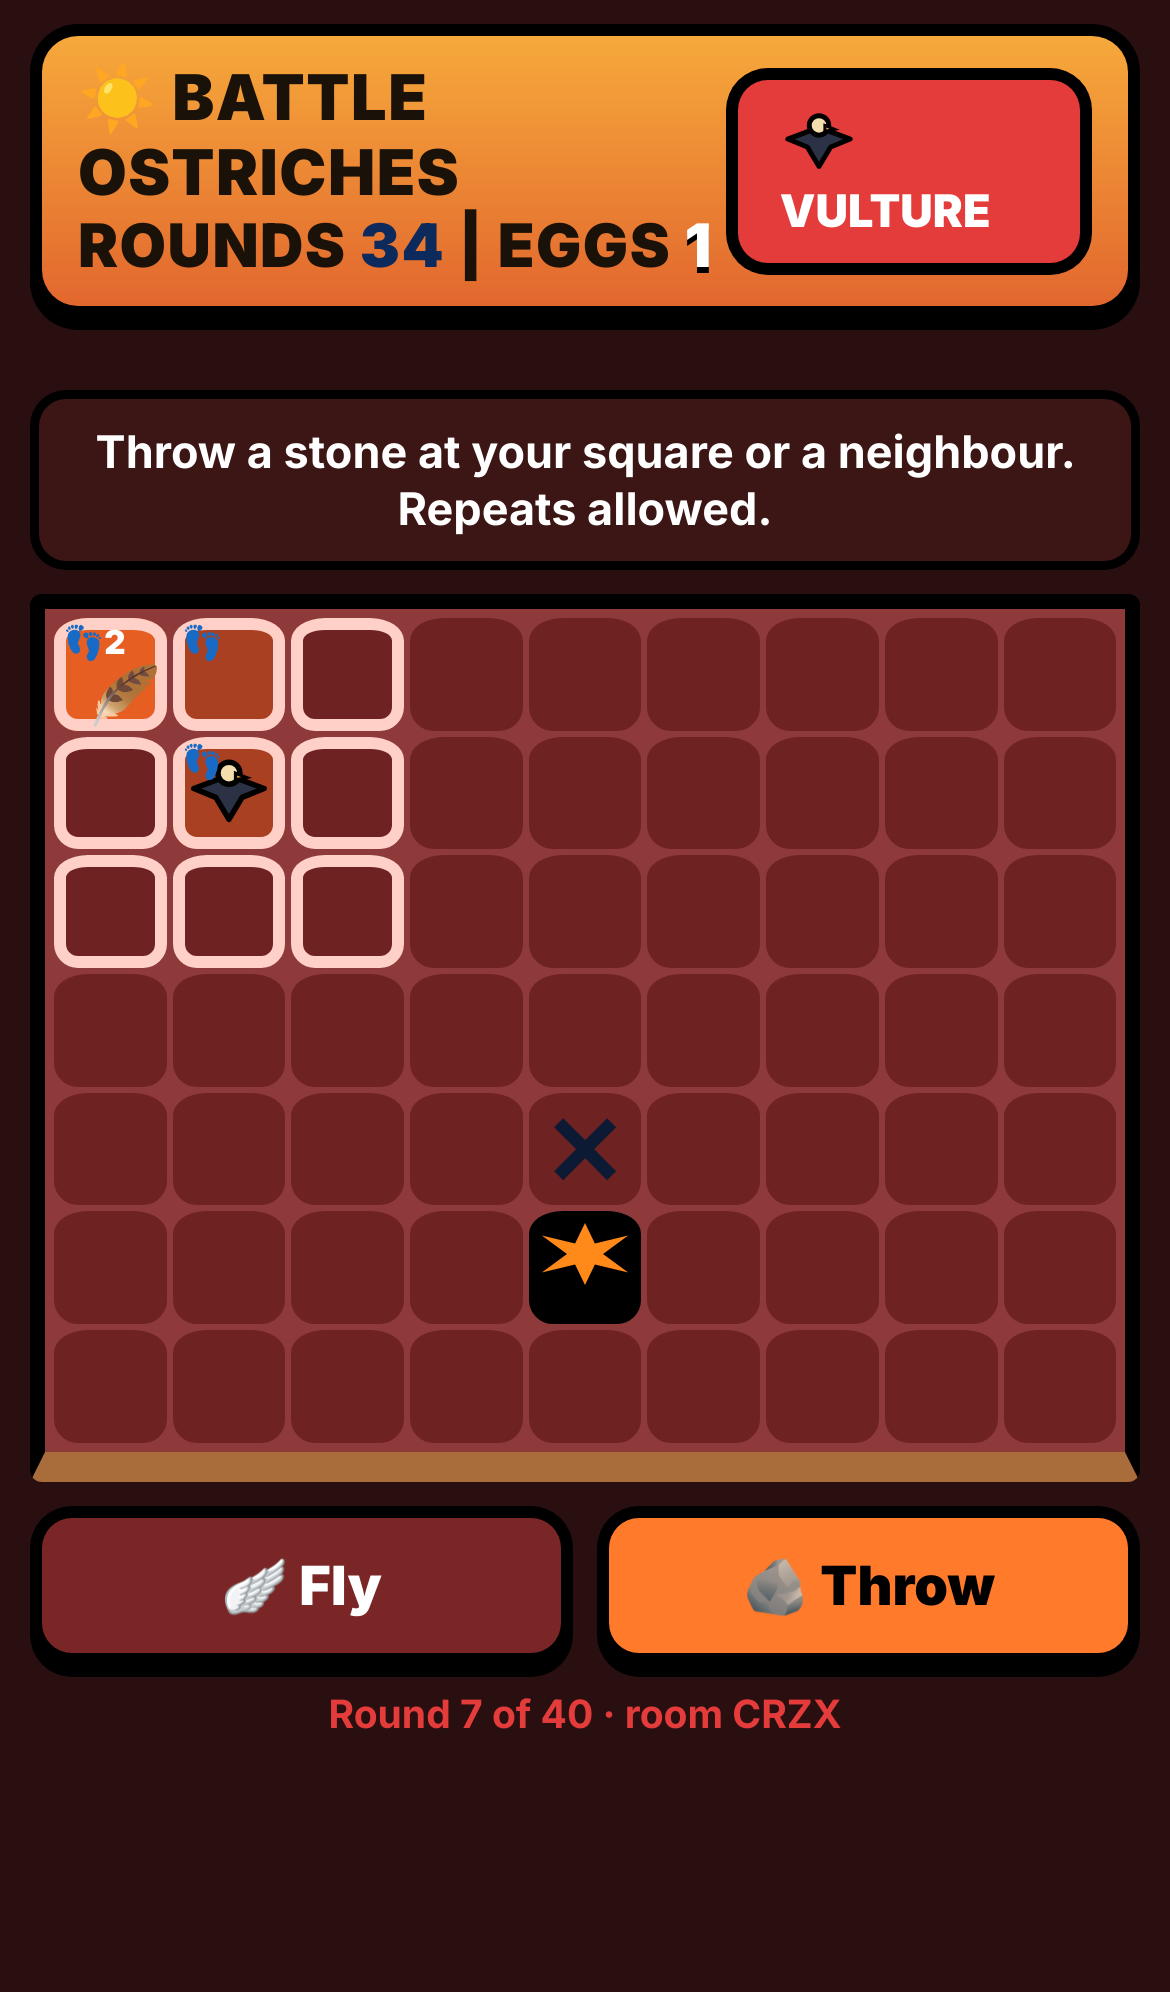 BATTLE
OSTRICHES
ROUNDS 34 | EGGS 1
VULTURE
Throw a stone at your square or a neighbour.
Repeats allowed.
2
Fly
Throw
Round 7 of 40 · room CRZX